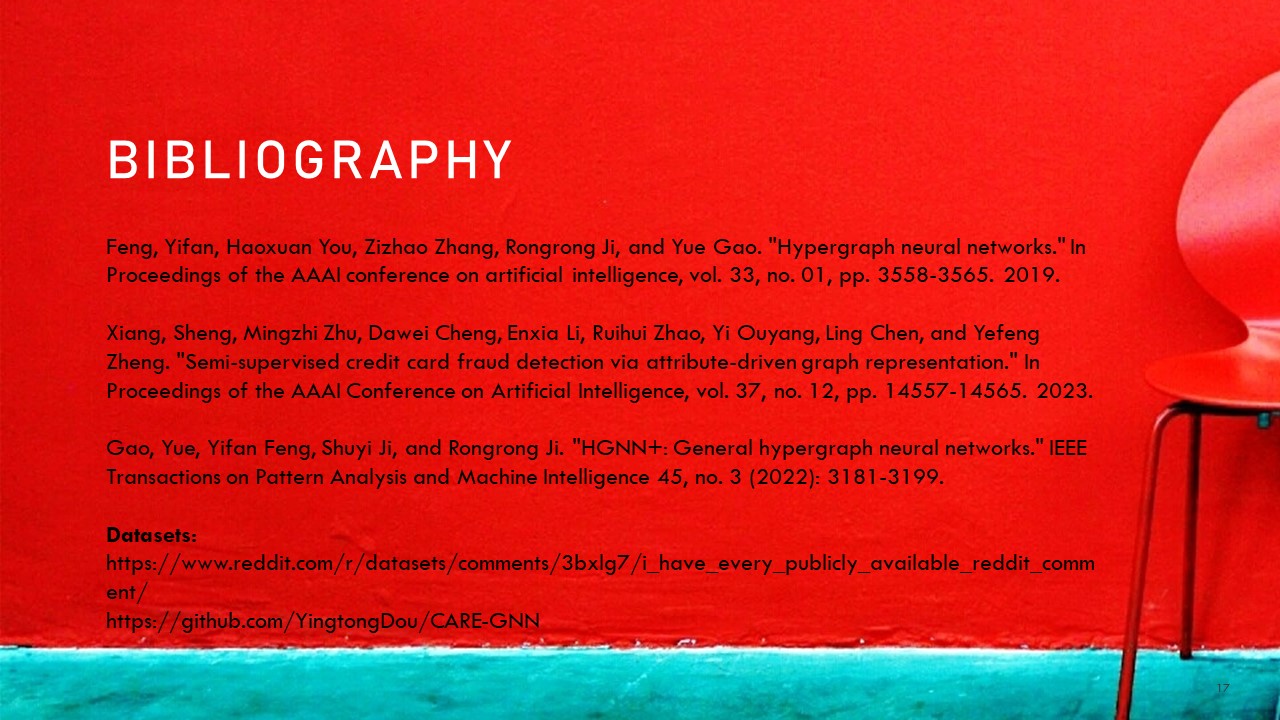 BIBLIOGRAPHY
Feng, Yifan, Haoxuan You, Zizhao Zhang, Rongrong Ji, and Yue Gao. "Hypergraph neural networks." In
Proceedings of the AAAI conference on artificial intelligence, vol. 33, no. 01, pp. 3558-3565. 2019.
Xiang, Sheng, Mingzhi Zhu, Dawei Cheng, Enxia Li, Ruihui Zhao, Yi Ouyang, Ling Chen, and Yefeng
Zheng. "Semi-supervised credit card fraud detection via attribute-driven graph representation." In
Proceedings of the AAAI Conference on Artificial Intelligence, vol. 37, no. 12, pp. 14557-14565. 2023.
Gao, Yue, Yifan Feng, Shuyi Ji, and Rongrong Ji. "HGNN+: General hypergraph neural networks." IEEE
Transactions on Pattern Analysis and Machine Intelligence 45, no. 3 (2022): 3181-3199.
Datasets:
https://www.reddit.com/r/datasets/comments/3bxlg7/i_have_every_publicly_available_reddit_comm
ent/
https://github.com/YingtongDou/CARE-GNN
17